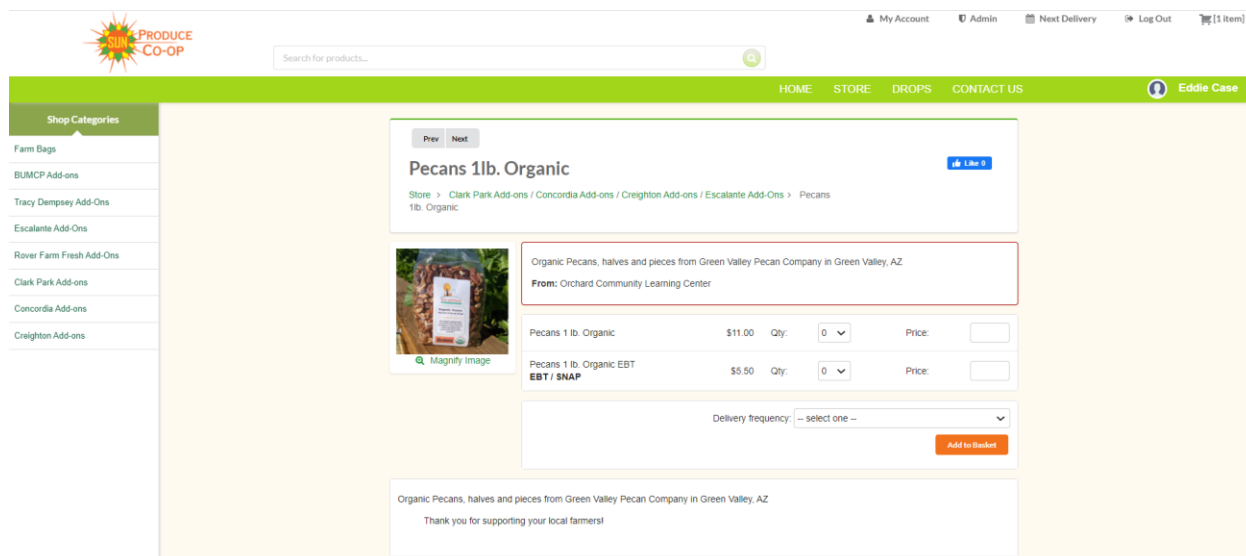 My Account Admin Next Delivery Log Out [1 item]
SUN PRODUCE
CO-OP
Search for products...
HOME STORE DROPS CONTACT US Eddie Case
Shop Categories
Farm Bags
BUMCP Add-ons
Tracy Dempsey Add-Ons
Escalante Add-Ons
Rover Farm Fresh Add-Ons
Clark Park Add-ons
Concordia Add-ons
Creighton Add-ons
Prev Next
Pecans 1lb. Organic
Like 0
Store > Clark Park Add-ons / Concordia Add-ons / Creighton Add-ons / Escalante Add-Ons > Pecans
1lb. Organic
Magnify Image
Organic Pecans, halves and pieces from Green Valley Pecan Company in Green Valley, AZ
From: Orchard Community Learning Center
Pecans 1 lb. Organic $11.00 Qty: 0 Price:
Pecans 1 lb. Organic EBT $5.50 Qty: 0 Price:
EBT / SNAP
Delivery frequency: -- select one --
Add to Basket
Organic Pecans, halves and pieces from Green Valley Pecan Company in Green Valley, AZ
Thank you for supporting your local farmers!